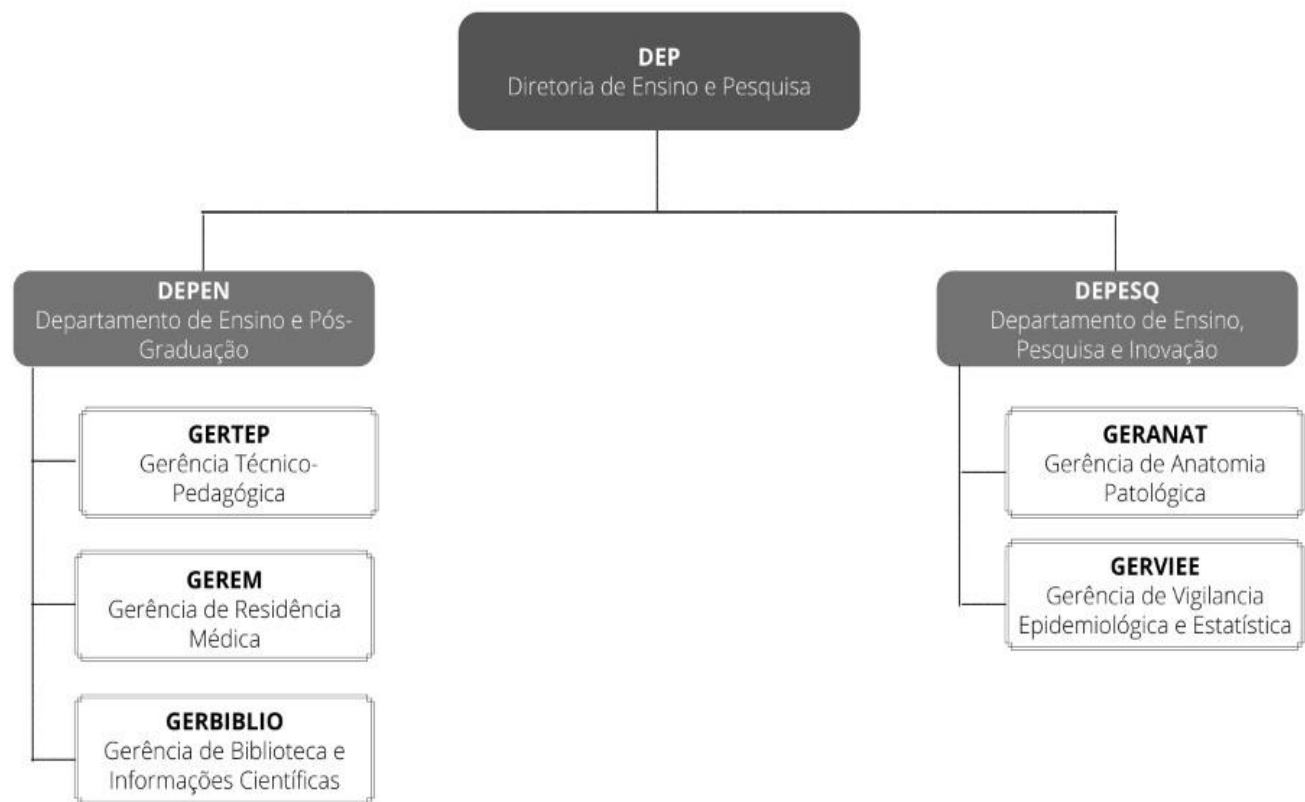 DEP
Diretoria de Ensino e Pesquisa
DEPEN
Departamento de Ensino e Pós-
Graduação
GERTEP
Gerência Técnico-
Pedagógica
GEREM
Gerência de Residência
Médica
GERBIBLIO
Gerência de Biblioteca e
Informações Científicas
DEPESQ
Departamento de Ensino,
Pesquisa e Inovação
GERANAT
Gerência de Anatomia
Patológica
GERVIEE
Gerência de Vigilancia
Epidemiológica e Estatística